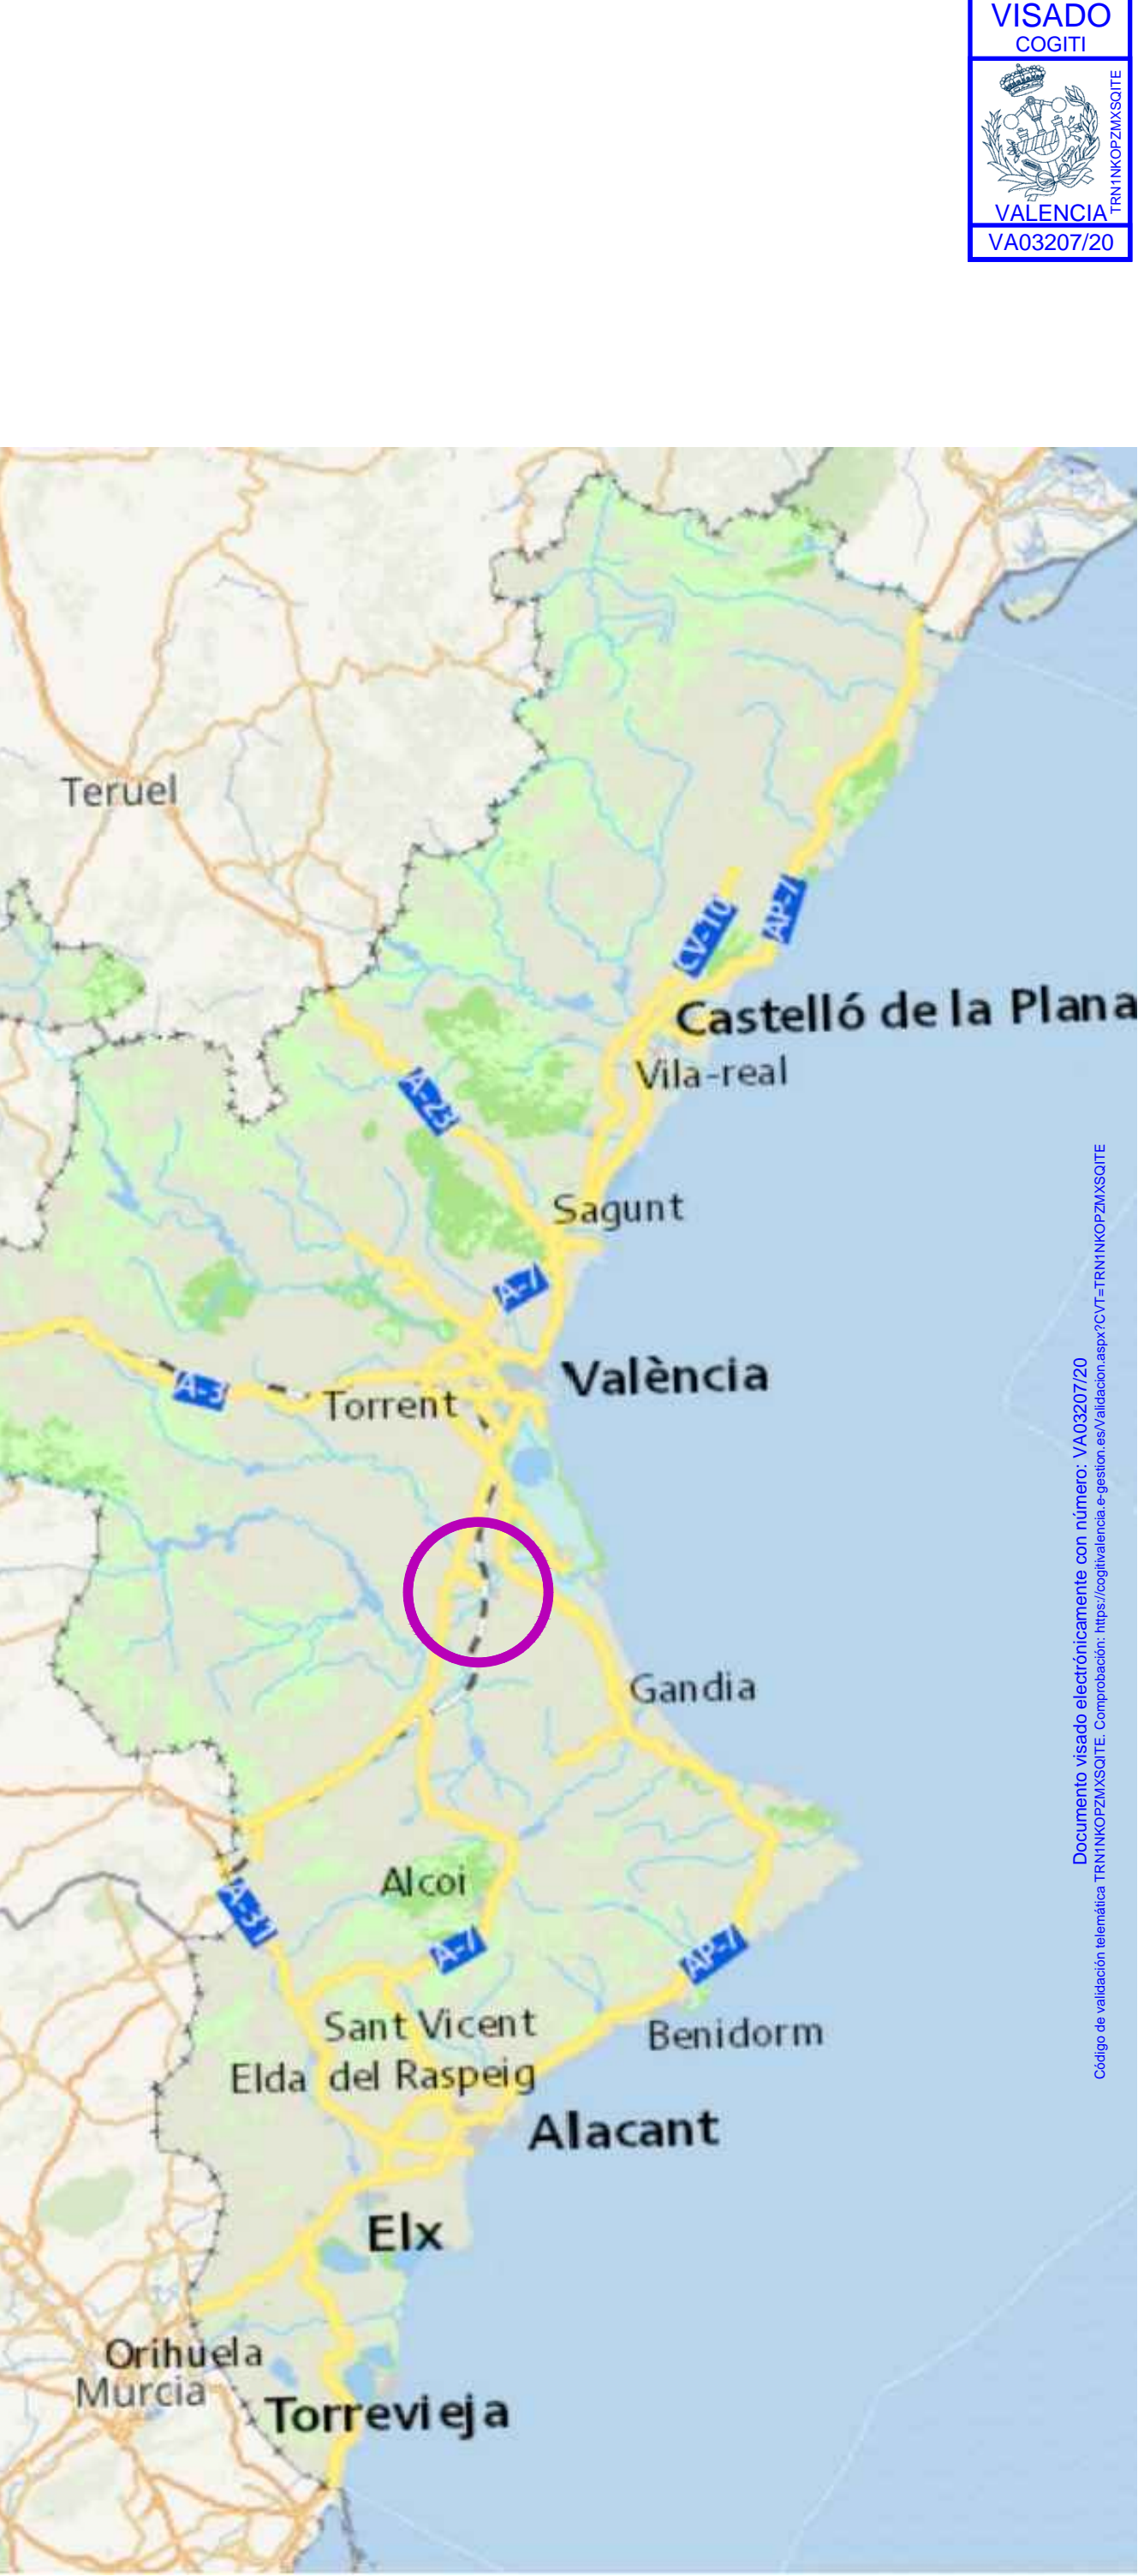 VISADO
COGITI
TRN1NKOPZMXSQITE
VALENCIA
VA03207/20
Teruel
CV-10
AP-7
Castelló de la Plana
Vila-real
A-23
Sagunt
A-7
València
A-3
Torrent
Gandia
Alcoi
A-31
A-7
AP-7
Sant Vicent
del Raspeig
Benidorm
Elda
Alacant
Elx
Orihuela
Murcia
Torrevieja
Documento visado electrónicamente con número: VA03207/20
Código de validación telemática TRN1NKOPZMXSQITE. Comprobación: https://cogitivalencia.e-gestion.es/Validacion.aspx?CVT=TRN1NKOPZMXSQITE